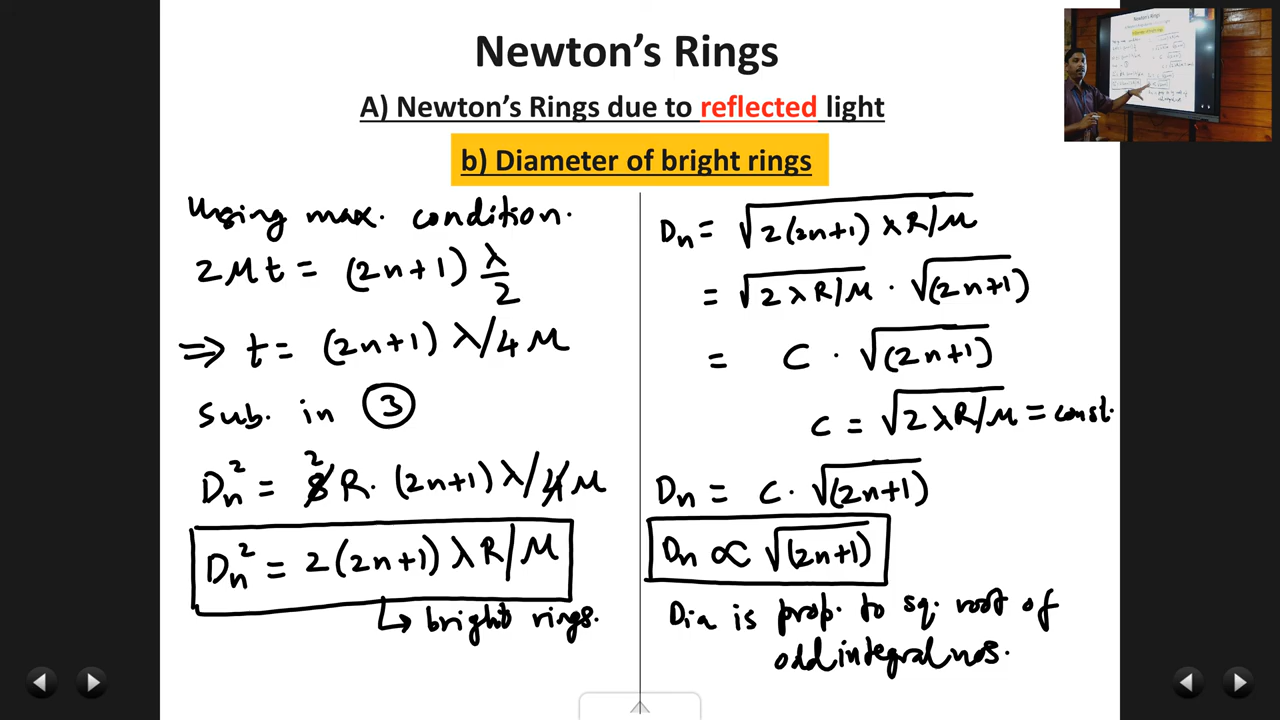 Newton's Rings
A) Newton's Rings due to reflected light
b) Diameter of bright rings
Using max. condition.
2μt = (2n+1) λ/2
⇒ t = (2n+1) λ/4μ
Sub. in ③
Dn² = 8 2 R. (2n+1) λ/4μ
Dn² = 2(2n+1) λR/μ
↳ bright rings.
Dn = √2(2n+1) λR/μ
= √2λR/μ · √(2n+1)
= C · √(2n+1)
C = √2λR/μ = const.
Dn = C · √(2n+1)
Dn ∝ √(2n+1)
Dia is prop. to sq. root of
odd integral nos.